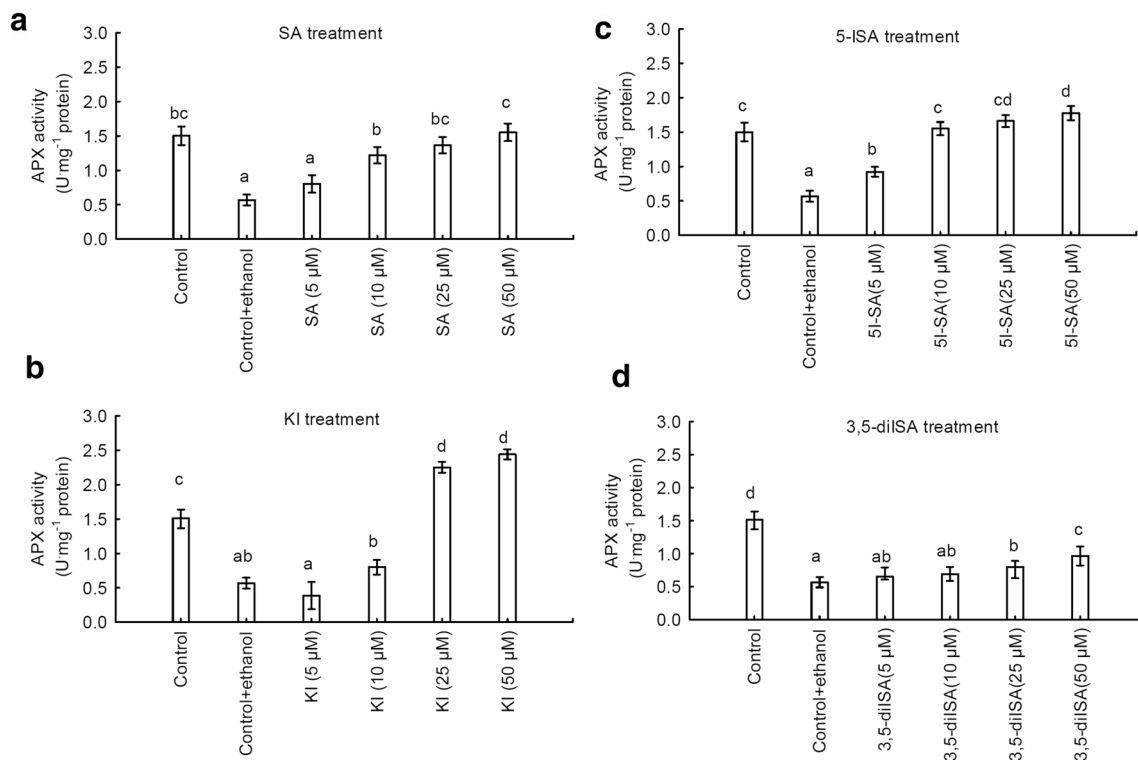 a
SA treatment
APX activity
(U·mg⁻¹ protein)
3.0
2.5
2.0
1.5
1.0
0.5
0.0
bc
a
a
b
bc
c
Control
Control+ethanol
SA (5 µM)
SA (10 µM)
SA (25 µM)
SA (50 µM)
c
5-ISA treatment
APX activity
(U·mg⁻¹ protein)
3.0
2.5
2.0
1.5
1.0
0.5
0.0
c
a
b
c
cd
d
Control
Control+ethanol
5I-SA(5 µM)
5I-SA(10 µM)
5I-SA(25 µM)
5I-SA(50 µM)
b
KI treatment
APX activity
(U·mg⁻¹ protein)
3.0
2.5
2.0
1.5
1.0
0.5
0.0
c
ab
a
b
d
d
Control
Control+ethanol
KI (5 µM)
KI (10 µM)
KI (25 µM)
KI (50 µM)
d
3,5-diISA treatment
APX activity
(U·mg⁻¹ protein)
3.0
2.5
2.0
1.5
1.0
0.5
0.0
d
a
ab
ab
b
c
Control
Control+ethanol
3,5-diISA(5 µM)
3,5-diISA(10 µM)
3,5-diISA(25 µM)
3,5-diISA(50 µM)